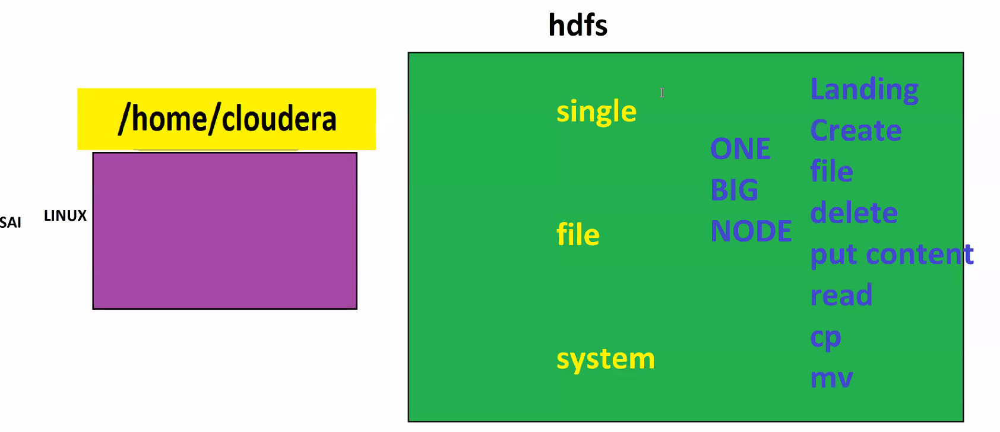 hdfs
/home/cloudera
SAI
LINUX
single
file
system
ONE
BIG
NODE
Landing
Create
file
delete
put content
read
cp
mv